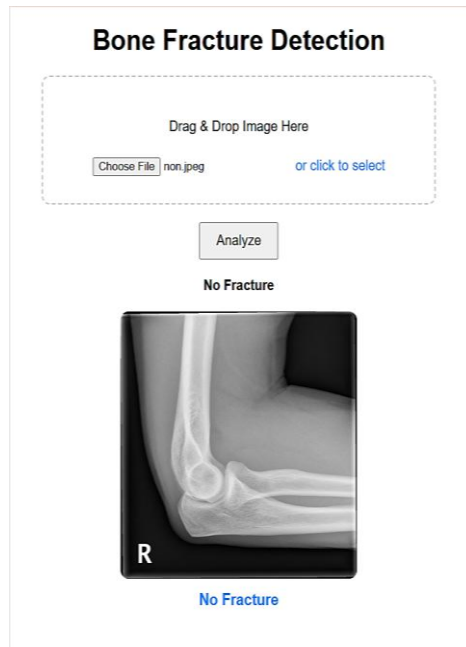 Bone Fracture Detection
Drag & Drop Image Here
Choose File non.jpeg or click to select
Analyze
No Fracture
R
No Fracture